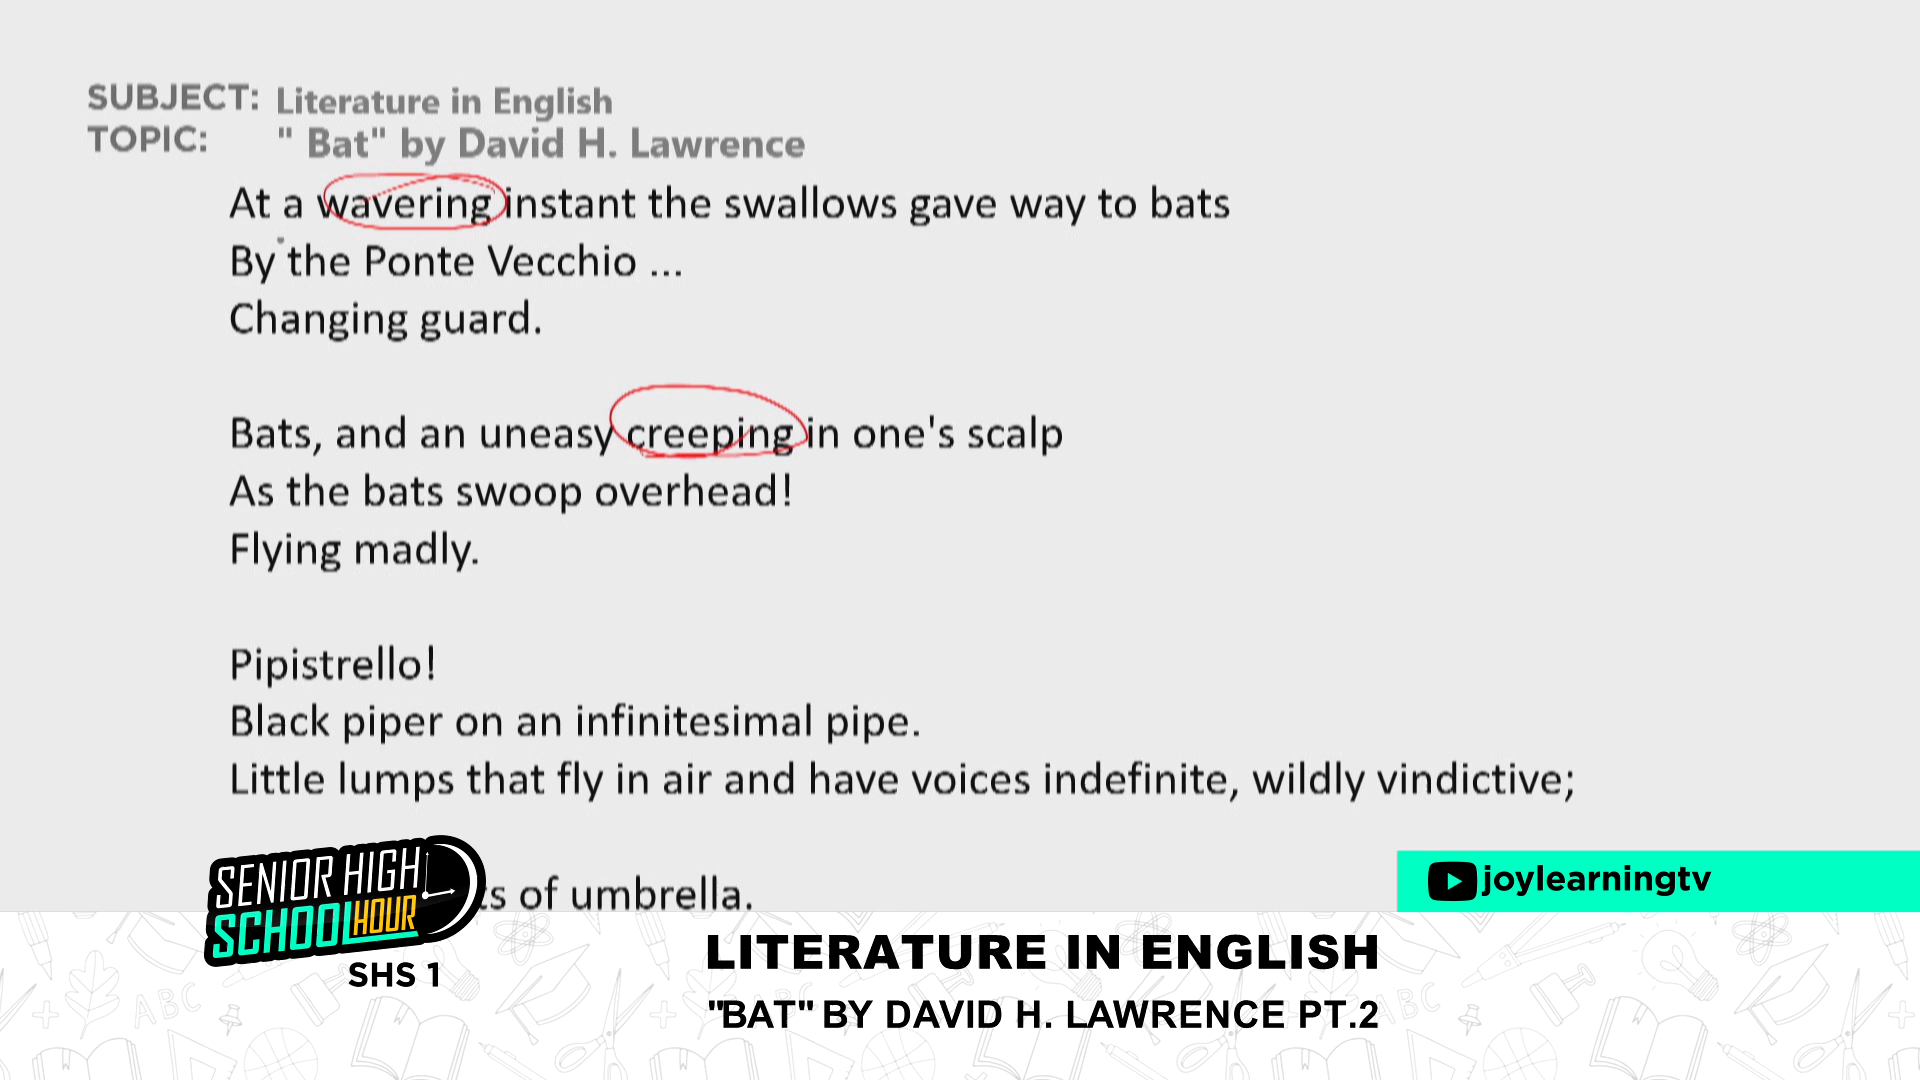 SUBJECT: Literature in English
TOPIC: " Bat" by David H. Lawrence
At a wavering instant the swallows gave way to bats
By the Ponte Vecchio ...
Changing guard.
Bats, and an uneasy creeping in one's scalp
As the bats swoop overhead!
Flying madly.
Pipistrello!
Black piper on an infinitesimal pipe.
Little lumps that fly in air and have voices indefinite, wildly vindictive;
of umbrella.
SENIOR HIGH
SCHOOL HOUR
SHS 1
joylearningtv
LITERATURE IN ENGLISH
"BAT" BY DAVID H. LAWRENCE PT.2
ABC
ABC